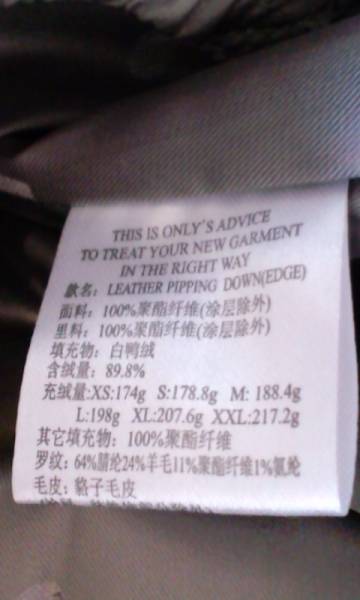 THIS IS ONLY'S ADVICE
TO TREAT YOUR NEW GARMENT
IN THE RIGHT WAY
款名: LEATHER PIPPING DOWN(EDGE)
面料: 100%聚酯纤维(涂层除外)
里料: 100%聚酯纤维(涂层除外)
填充物: 白鸭绒
含绒量: 89.8%
充绒量:XS:174g S:178.8g M: 188.4g
L:198g XL:207.6g XXL:217.2g
其它填充物: 100%聚酯纤维
罗纹: 64%腈纶24%羊毛11%聚酯纤维1%氨纶
毛皮: 貉子毛皮